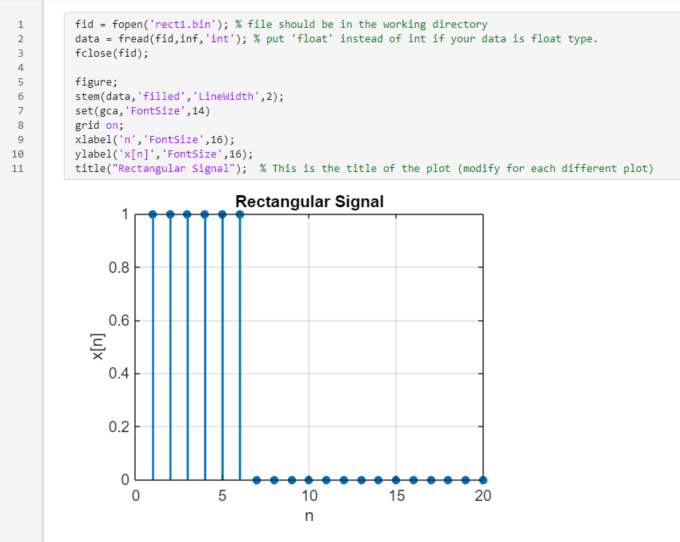 1 fid = fopen('rect1.bin'); % file should be in the working directory
2 data = fread(fid,inf,'int'); % put 'float' instead of int if your data is float type.
3 fclose(fid);
4
5 figure;
6 stem(data,'filled','LineWidth',2);
7 set(gca,'FontSize',14)
8 grid on;
9 xlabel('n','FontSize',16);
10 ylabel('x[n]','FontSize',16);
11 title("Rectangular Signal");  % This is the title of the plot (modify for each different plot)
Rectangular Signal
1
0.8
0.6
x[n]
0.4
0.2
0
0 5 10 15 20
n